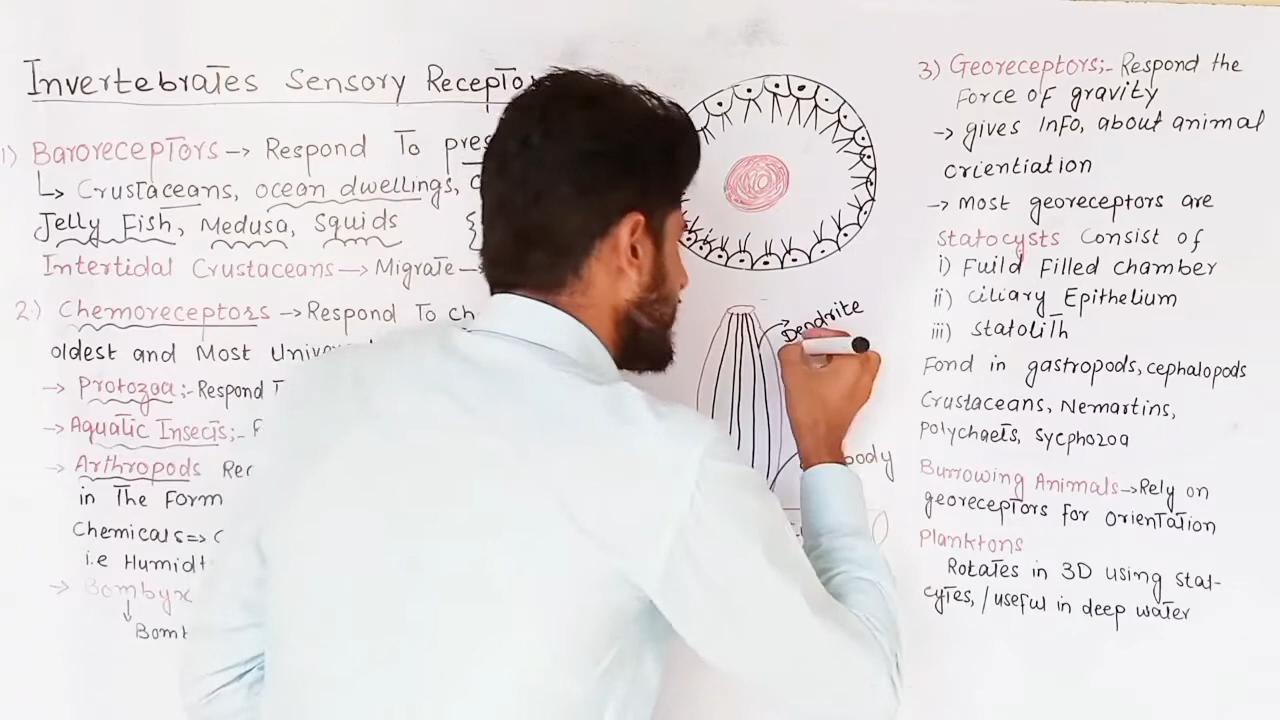 Invertebrates Sensory Recepto
1) Baroreceptors → Respond To pres
↳ Crustaceans, ocean dwellings,
Jelly Fish, Medusa, Squids {
Intertidal Crustaceans → Migrate →
2) Chemoreceptors → Respond To ch
oldest and Most Univer
→ Protozoa;- Respond T
→ Aquatic Insects;-
→ Arthropods Rec
in The Form
Chemicals => C
i.e Humidt
→ Bombyx
↓
Bomb
Dendrite
body
3) Georeceptors;- Respond the
Force of gravity
→ gives Info, about animal
orientiation
→ Most georeceptors are
statocysts Consist of
i) Fuild Filled chamber
ii) ciliary Epithelium
iii) statolith
Fond in gastropods, cephalopods
Crustaceans, Nemartins,
polychaets, sycphozoa
Burrowing Animals → Rely on
georeceptors for orientation
Planktons
Rotates in 3D using stat-
cytes, / useful in deep water